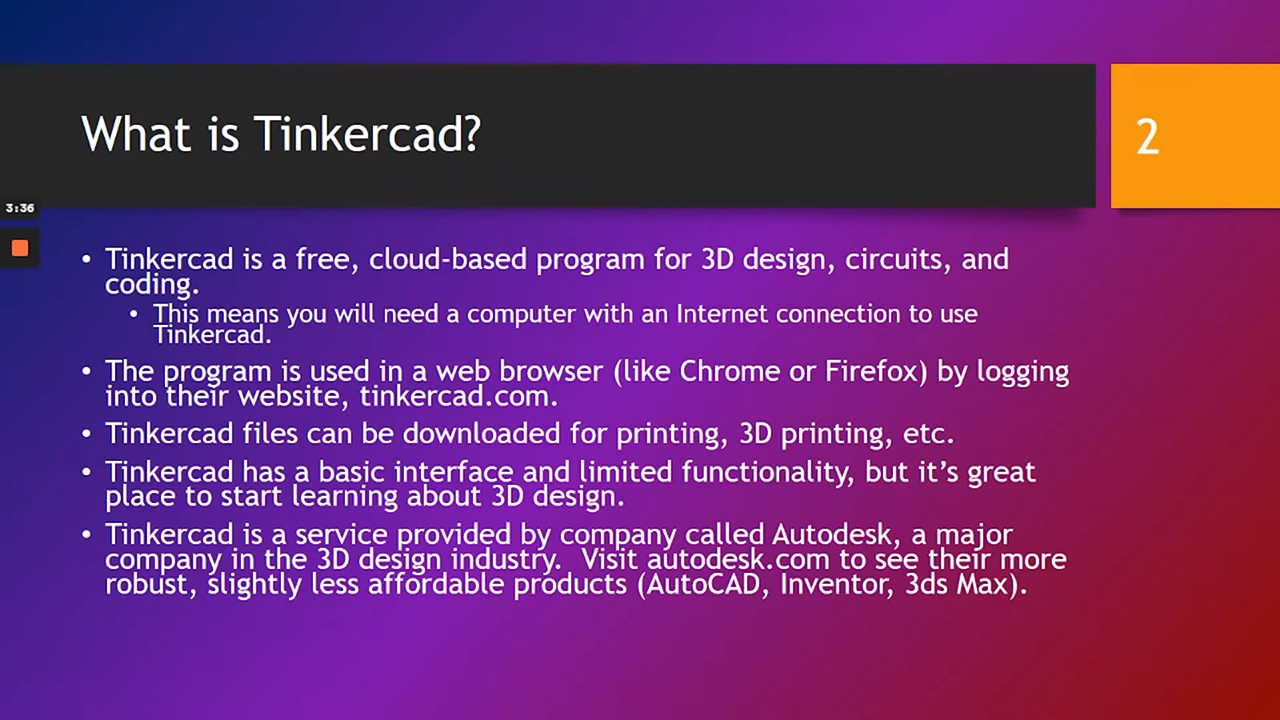 What is Tinkercad?
2
3:36
• Tinkercad is a free, cloud-based program for 3D design, circuits, and
coding.
• This means you will need a computer with an Internet connection to use
Tinkercad.
• The program is used in a web browser (like Chrome or Firefox) by logging
into their website, tinkercad.com.
• Tinkercad files can be downloaded for printing, 3D printing, etc.
• Tinkercad has a basic interface and limited functionality, but it’s great
place to start learning about 3D design.
• Tinkercad is a service provided by company called Autodesk, a major
company in the 3D design industry.  Visit autodesk.com to see their more
robust, slightly less affordable products (AutoCAD, Inventor, 3ds Max).